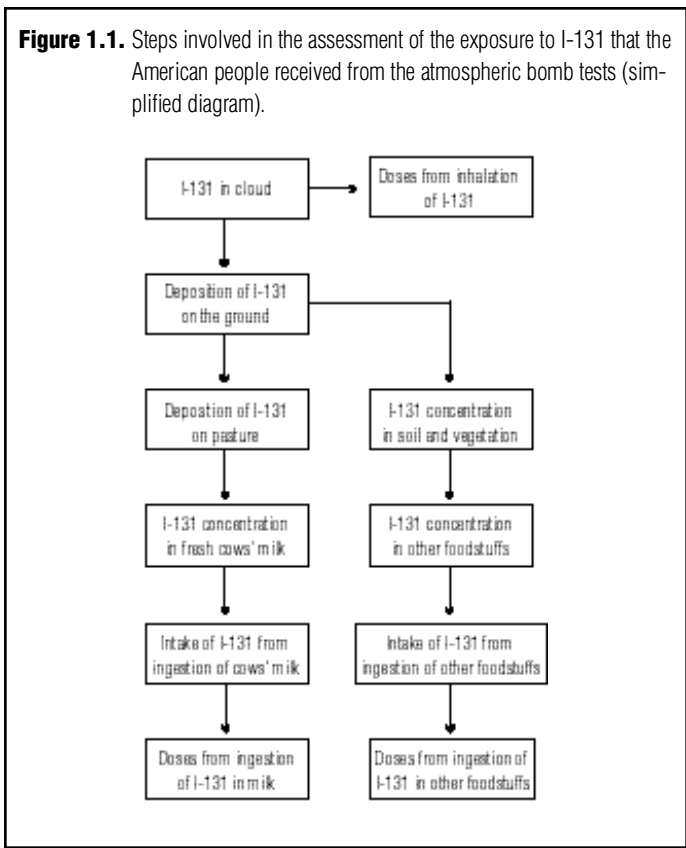 Figure 1.1. Steps involved in the assessment of the exposure to I-131 that the
American people received from the atmospheric bomb tests (sim-
plified diagram).
I-131 in cloud
Doses from inhalation
of I-131
Deposition of I-131
on the ground
Depostion of I-131
on pasture
I-131 concentration
in soil and vegetation
I-131 concentration
in fresh cows' milk
I-131 concentration
in other foodstuffs
Intake of I-131 from
ingestion of cows' milk
Intake of I-131 from
ingestion of other foodstuffs
Doses from ingestion
of I-131 in milk
Doses from ingestion of
I-131 in other foodstuffs